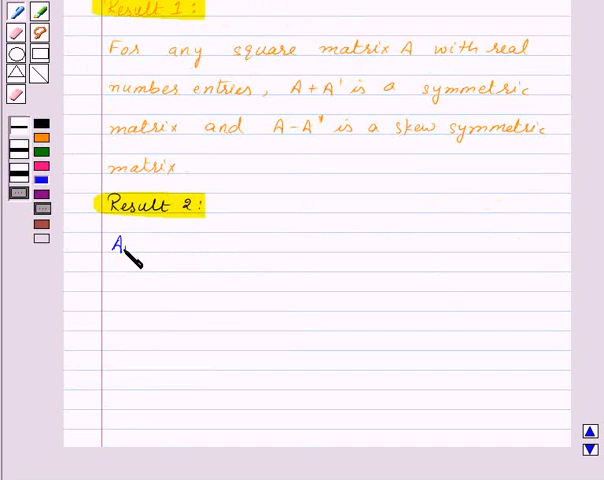 Result 1:
For any square matrix A with real
number entries, A + A' is a symmetric
matrix and A - A' is a skew symmetric
matrix.
Result 2:
A